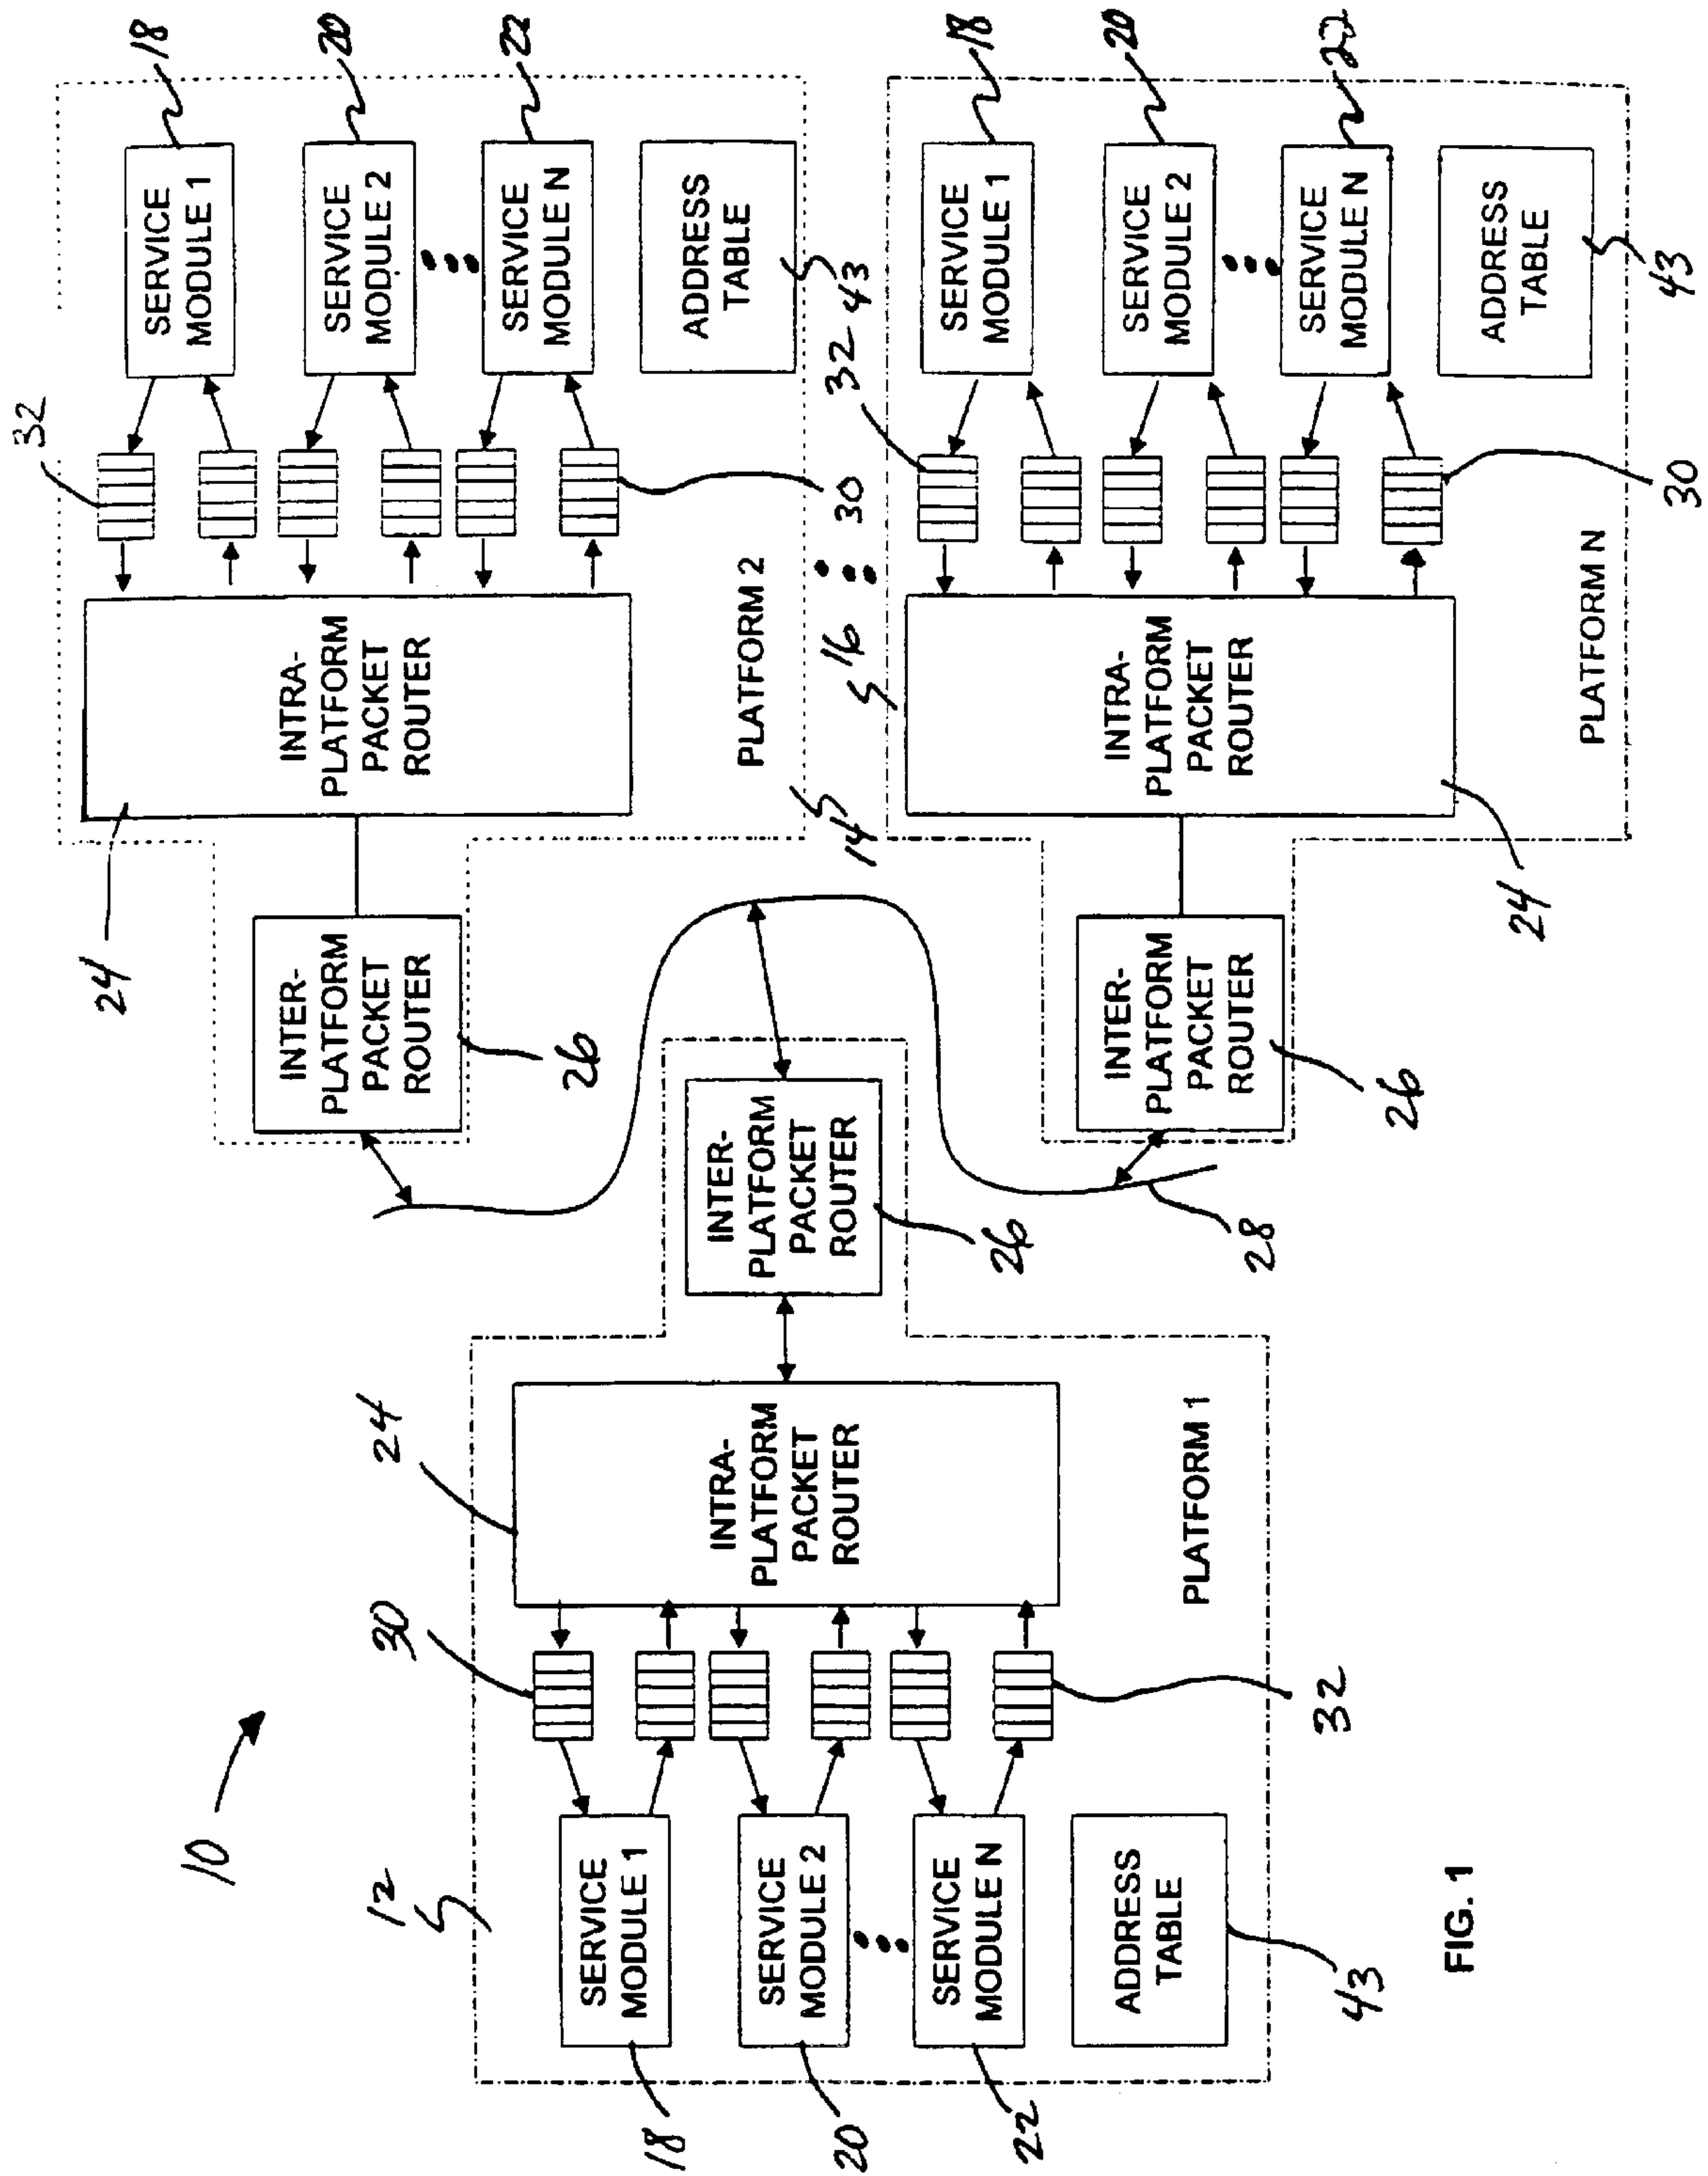 10
12
18
SERVICE
MODULE 1
20
SERVICE
MODULE 2
22
SERVICE
MODULE N
ADDRESS
TABLE
43
30
32
24
INTRA-
PLATFORM
PACKET
ROUTER
PLATFORM 1
INTER-
PLATFORM
PACKET
ROUTER
26
28
INTER-
PLATFORM
PACKET
ROUTER
26
24
INTRA-
PLATFORM
PACKET
ROUTER
PLATFORM 2
14
32
30
SERVICE
MODULE 1
18
SERVICE
MODULE 2
20
SERVICE
MODULE N
22
ADDRESS
TABLE
43
INTER-
PLATFORM
PACKET
ROUTER
26
16
INTRA-
PLATFORM
PACKET
ROUTER
24
PLATFORM N
32
30
SERVICE
MODULE 1
18
SERVICE
MODULE 2
20
SERVICE
MODULE N
22
ADDRESS
TABLE
43
FIG. 1